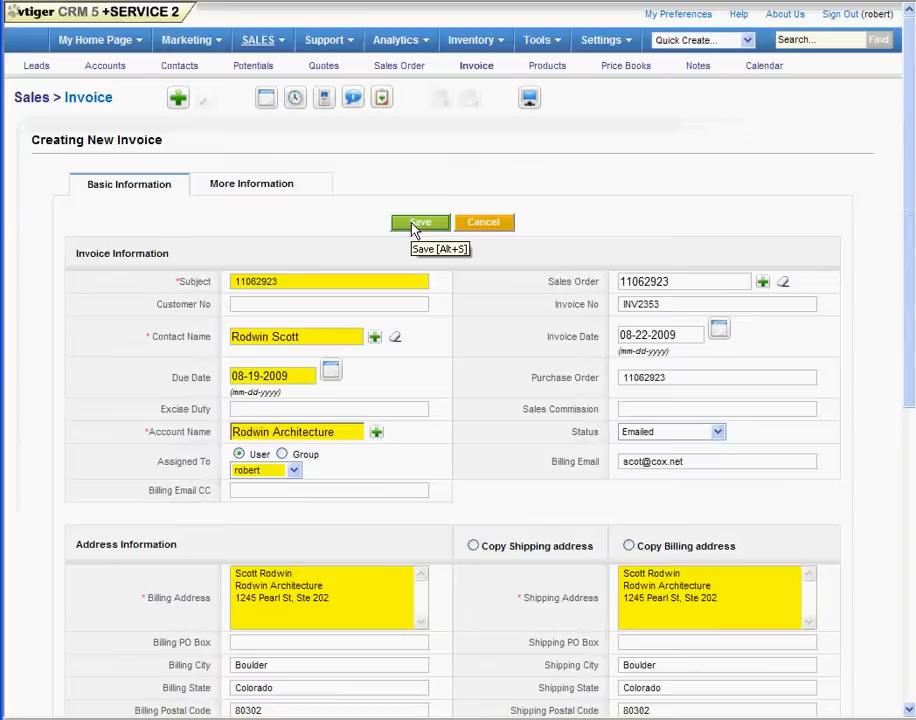 vtiger CRM 5 +SERVICE 2
My Preferences Help About Us Sign Out (robert)
My Home Page Marketing SALES Support Analytics Inventory Tools Settings Quick Create... Search... Find
Leads Accounts Contacts Potentials Quotes Sales Order Invoice Products Price Books Notes Calendar
Sales > Invoice
Creating New Invoice
Basic Information More Information
Save Cancel
Save [Alt+S]
Invoice Information
*Subject 11062923 Sales Order 11062923
Customer No Invoice No INV2353
* Contact Name Rodwin Scott Invoice Date 08-22-2009
(mm-dd-yyyy)
Due Date 08-19-2009 Purchase Order 11062923
(mm-dd-yyyy)
Excise Duty Sales Commission
*Account Name Rodwin Architecture Status Emailed
Assigned To User Group Billing Email scot@cox.net
robert
Billing Email CC
Address Information Copy Shipping address Copy Billing address
* Billing Address Scott Rodwin * Shipping Address Scott Rodwin
Rodwin Architecture Rodwin Architecture
1245 Pearl St, Ste 202 1245 Pearl St, Ste 202
Billing PO Box Shipping PO Box
Billing City Boulder Shipping City Boulder
Billing State Colorado Shipping State Colorado
Billing Postal Code 80302 Shipping Postal Code 80302